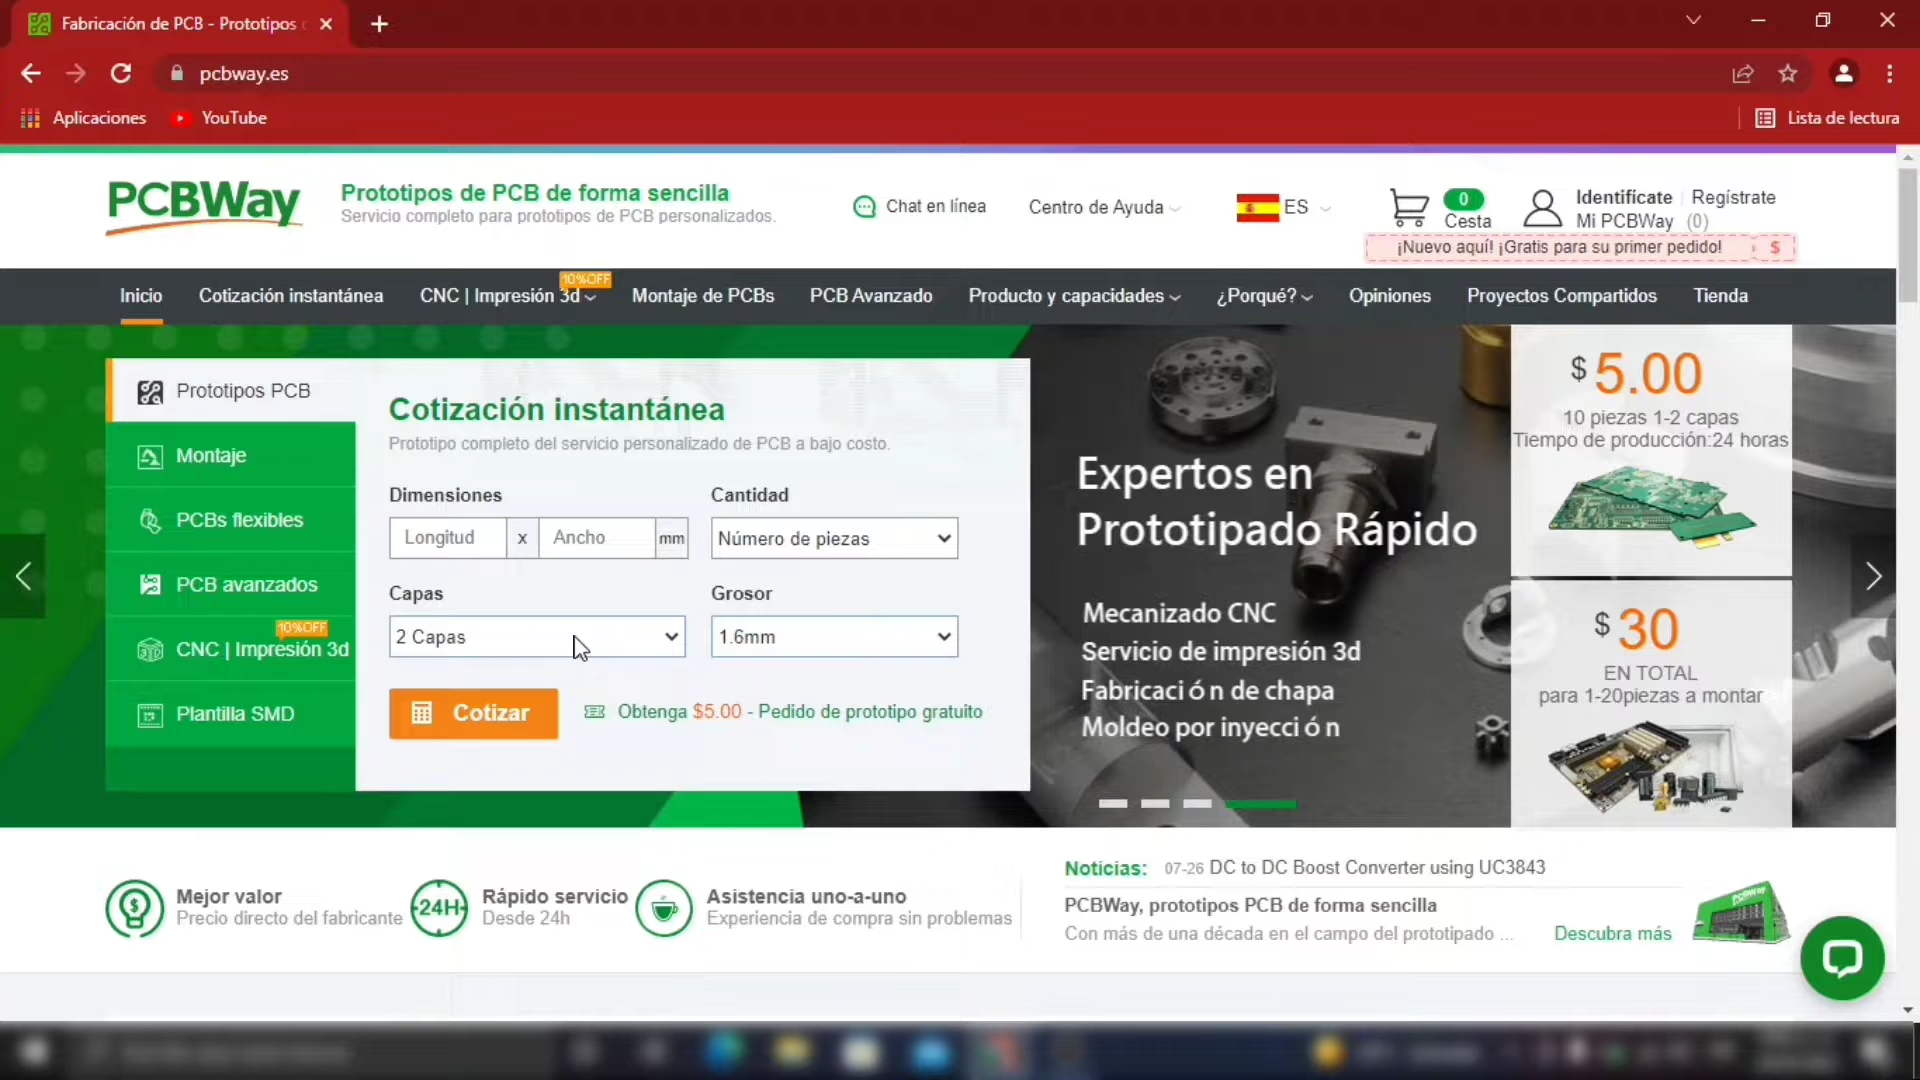 Fabricación de PCB - Prototipos
pcbway.es
Aplicaciones
YouTube
Lista de lectura
PCBWay
Prototipos de PCB de forma sencilla
Servicio completo para prototipos de PCB personalizados.
Chat en línea
Centro de Ayuda
ES
0
Cesta
Identifícate
Regístrate
Mi PCBWay (0)
¡Nuevo aquí! ¡Gratis para su primer pedido! $
10%OFF
Inicio
Cotización instantánea
CNC | Impresión 3d
Montaje de PCBs
PCB Avanzado
Producto y capacidades
¿Porqué?
Opiniones
Proyectos Compartidos
Tienda
Prototipos PCB
Montaje
PCBs flexibles
PCB avanzados
10%OFF
CNC | Impresión 3d
Plantilla SMD
Cotización instantánea
Prototipo completo del servicio personalizado de PCB a bajo costo.
Dimensiones
Cantidad
Longitud x Ancho mm
Número de piezas
Capas
Grosor
2 Capas
1.6mm
Cotizar
Obtenga $5.00 - Pedido de prototipo gratuito
Expertos en
Prototipado Rápido
Mecanizado CNC
Servicio de impresión 3d
Fabricaci ó n de chapa
Moldeo por inyecci ó n
$ 5.00
10 piezas 1-2 capas
Tiempo de producción:24 horas
$ 30
EN TOTAL
para 1-20piezas a montar
Mejor valor
Precio directo del fabricante
24H
Rápido servicio
Desde 24h
Asistencia uno-a-uno
Experiencia de compra sin problemas
Noticias: 07-26 DC to DC Boost Converter using UC3843
PCBWay, prototipos PCB de forma sencilla
Con más de una década en el campo del prototipado ...
Descubra más
PCBWay